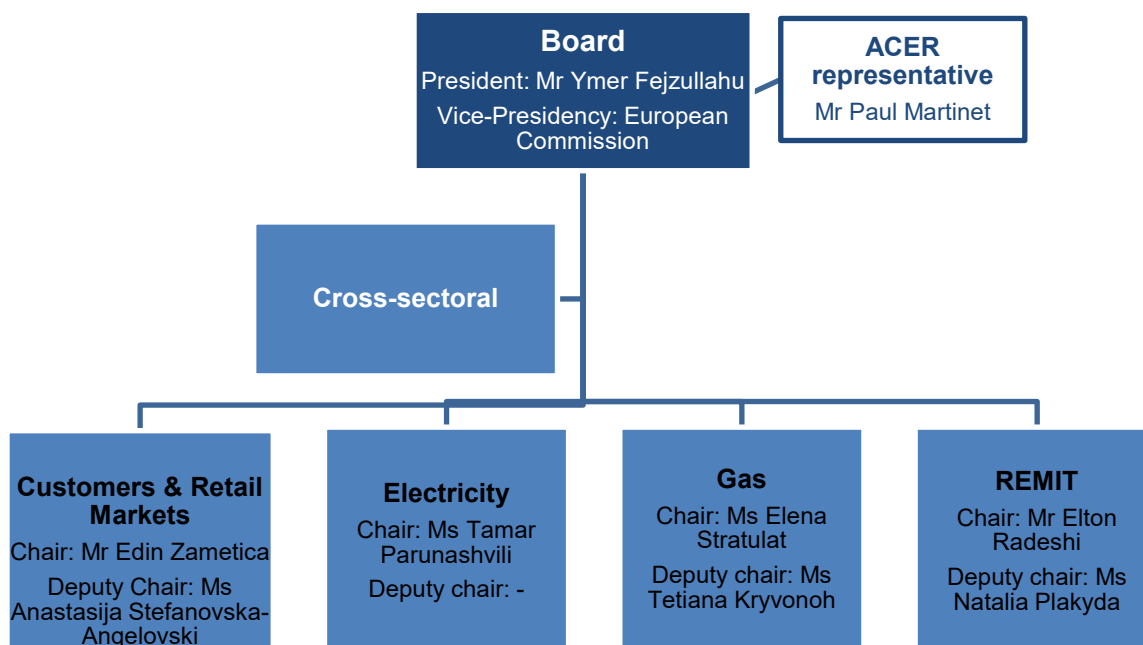 Board
President: Mr Ymer Fejzullahu
Vice-Presidency: European
Commission
ACER
representative
Mr Paul Martinet
Cross-sectoral
Customers & Retail
Markets
Chair: Mr Edin Zametica
Deputy Chair: Ms
Anastasija Stefanovska-
Angelovski
Electricity
Chair: Ms Tamar
Parunashvili
Deputy chair: -
Gas
Chair: Ms Elena
Stratulat
Deputy chair: Ms
Tetiana Kryvonoh
REMIT
Chair: Mr Elton
Radeshi
Deputy chair: Ms
Natalia Plakyda